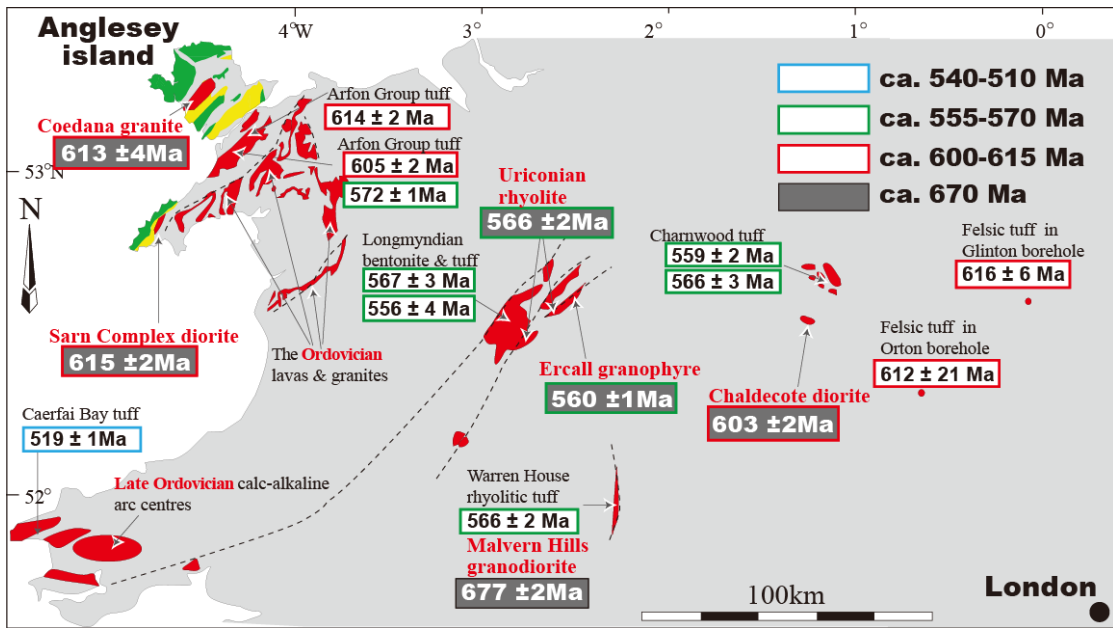 Anglesey
island
4°W
3°
2°
1°
0°
ca. 540-510 Ma
ca. 555-570 Ma
ca. 600-615 Ma
ca. 670 Ma
Arfon Group tuff
614 ± 2 Ma
Coedana granite
613 ±4Ma
Arfon Group tuff
605 ± 2 Ma
572 ± 1Ma
53°N
N
Uriconian
rhyolite
566 ±2Ma
Longmyndian
bentonite & tuff
567 ± 3 Ma
556 ± 4 Ma
Charnwood tuff
559 ± 2 Ma
566 ± 3 Ma
Felsic tuff in
Glinton borehole
616 ± 6 Ma
Sarn Complex diorite
615 ±2Ma
The Ordovician
lavas & granites
Ercall granophyre
560 ±1Ma
Chaldecote diorite
603 ±2Ma
Felsic tuff in
Orton borehole
612 ± 21 Ma
Caerfai Bay tuff
519 ± 1Ma
52°
Late Ordovician calc-alkaline
arc centres
Warren House
rhyolitic tuff
566 ± 2 Ma
Malvern Hills
granodiorite
677 ±2Ma
100km
London